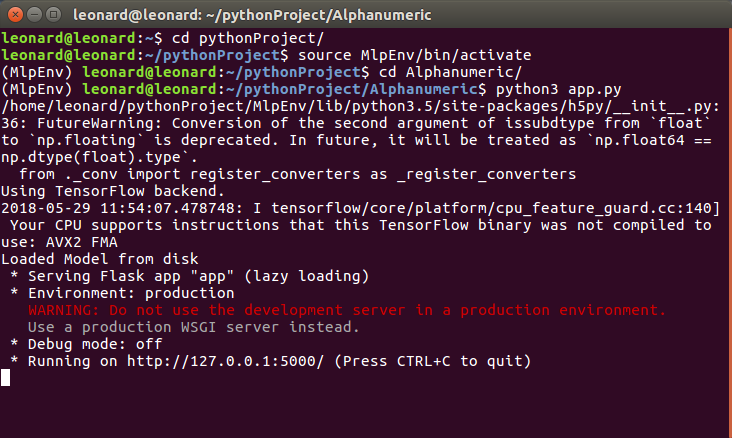 leonard@leonard: ~/pythonProject/Alphanumeric
leonard@leonard:~$ cd pythonProject/
leonard@leonard:~/pythonProject$ source MlpEnv/bin/activate
(MlpEnv) leonard@leonard:~/pythonProject$ cd Alphanumeric/
(MlpEnv) leonard@leonard:~/pythonProject/Alphanumeric$ python3 app.py
/home/leonard/pythonProject/MlpEnv/lib/python3.5/site-packages/h5py/__init__.py:
36: FutureWarning: Conversion of the second argument of issubdtype from `float`
to `np.floating` is deprecated. In future, it will be treated as `np.float64 ==
np.dtype(float).type`.
  from ._conv import register_converters as _register_converters
Using TensorFlow backend.
2018-05-29 11:54:07.478748: I tensorflow/core/platform/cpu_feature_guard.cc:140]
 Your CPU supports instructions that this TensorFlow binary was not compiled to
use: AVX2 FMA
Loaded Model from disk
 * Serving Flask app "app" (lazy loading)
 * Environment: production
   WARNING: Do not use the development server in a production environment.
   Use a production WSGI server instead.
 * Debug mode: off
 * Running on http://127.0.0.1:5000/ (Press CTRL+C to quit)